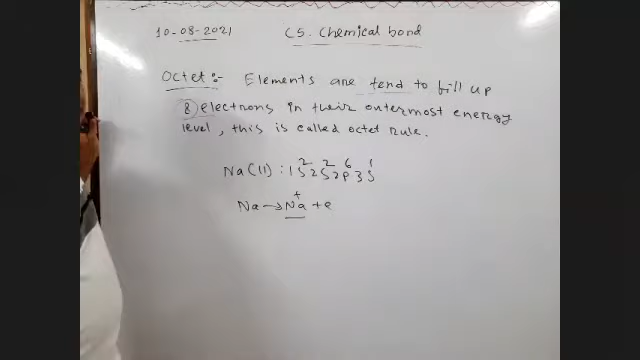 10-08-2021 C5. Chemical bond
Octet:- Elements are tend to fill up
8 electrons in their outermost energy
level, this is called octet rule.
Na(11) : 1s² 2s² 2p⁶ 3s¹
Na → Na⁺ + e